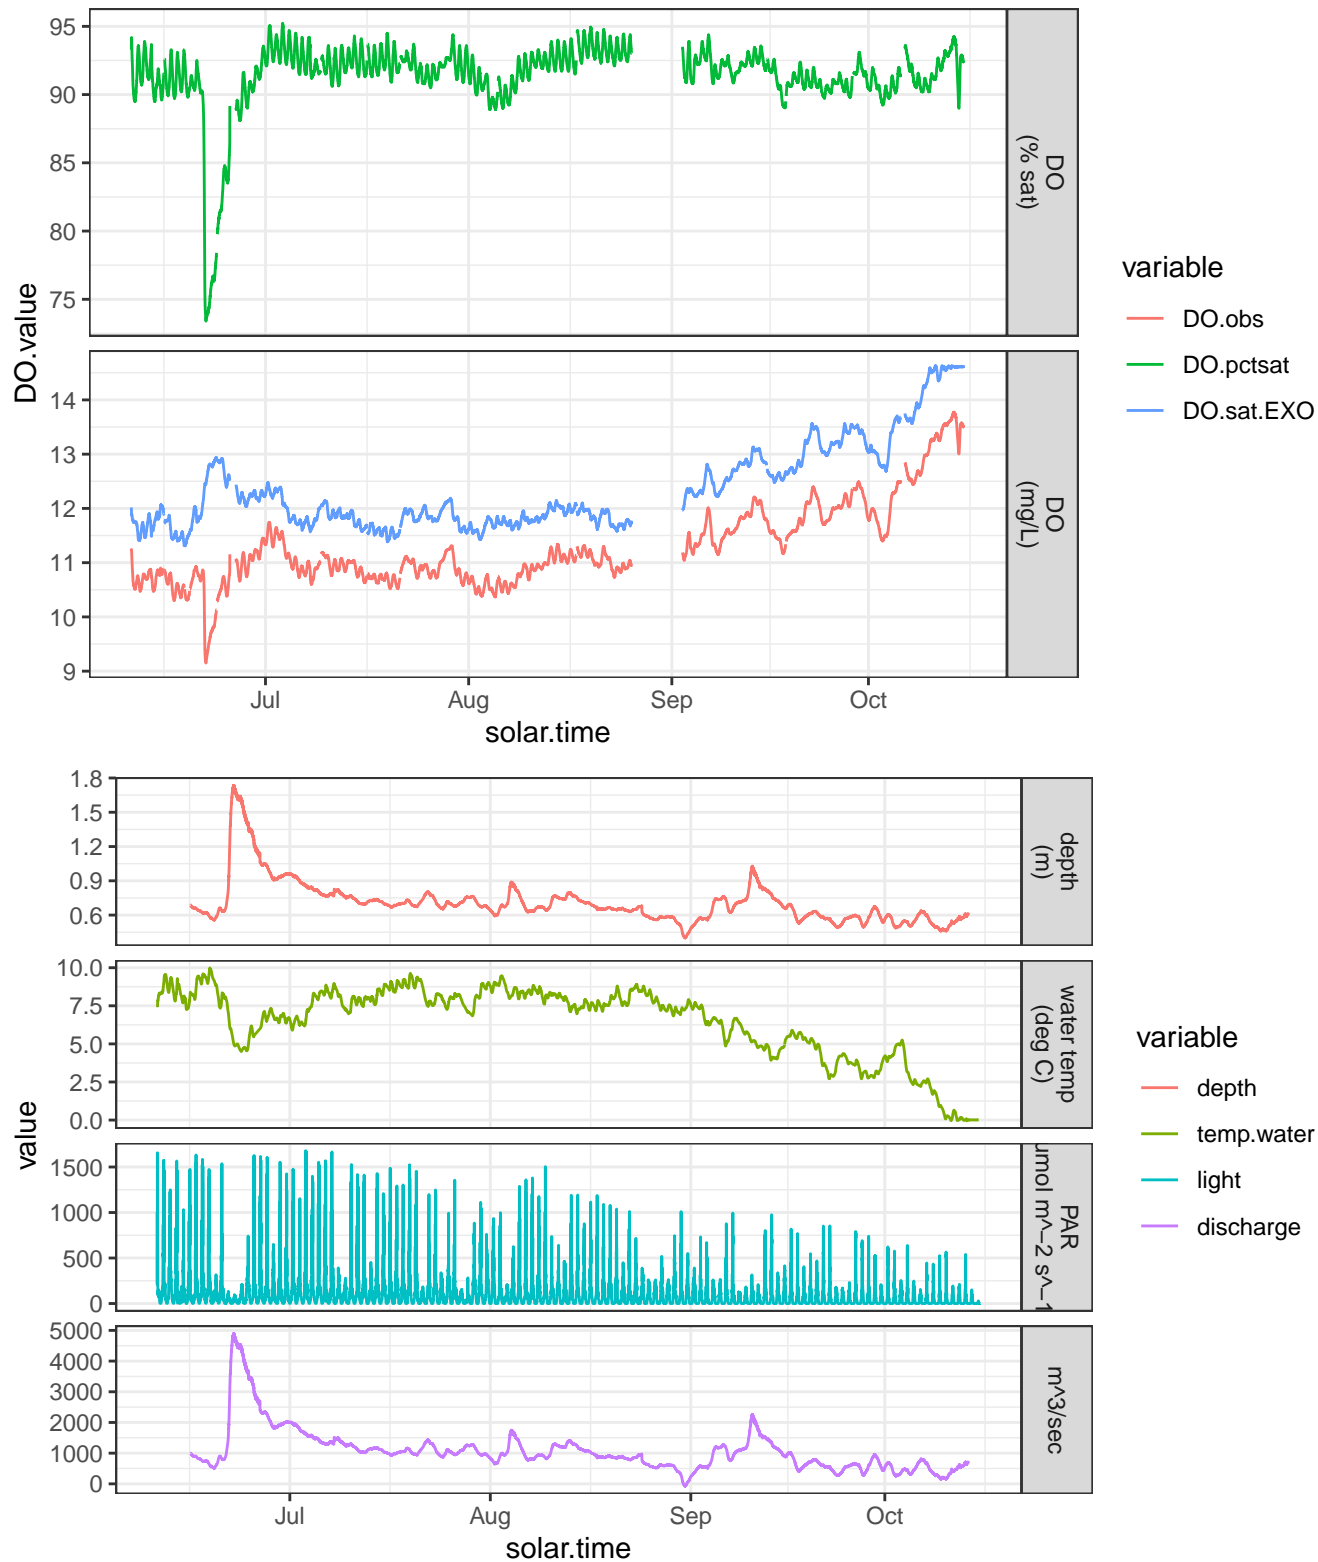 95
90
85
80
75
DO
(% sat)
DO.value
14
13
12
11
10
9
DO
(mg/L)
Jul
Aug
Sep
Oct
solar.time
variable
DO.obs
DO.pctsat
DO.sat.EXO
1.8
1.5
1.2
0.9
0.6
depth
(m)
10.0
7.5
5.0
2.5
0.0
water temp
(deg C)
value
1500
1000
500
0
PAR
umol m^-2 s^-1
5000
4000
3000
2000
1000
0
m^3/sec
Jul
Aug
Sep
Oct
solar.time
variable
depth
temp.water
light
discharge